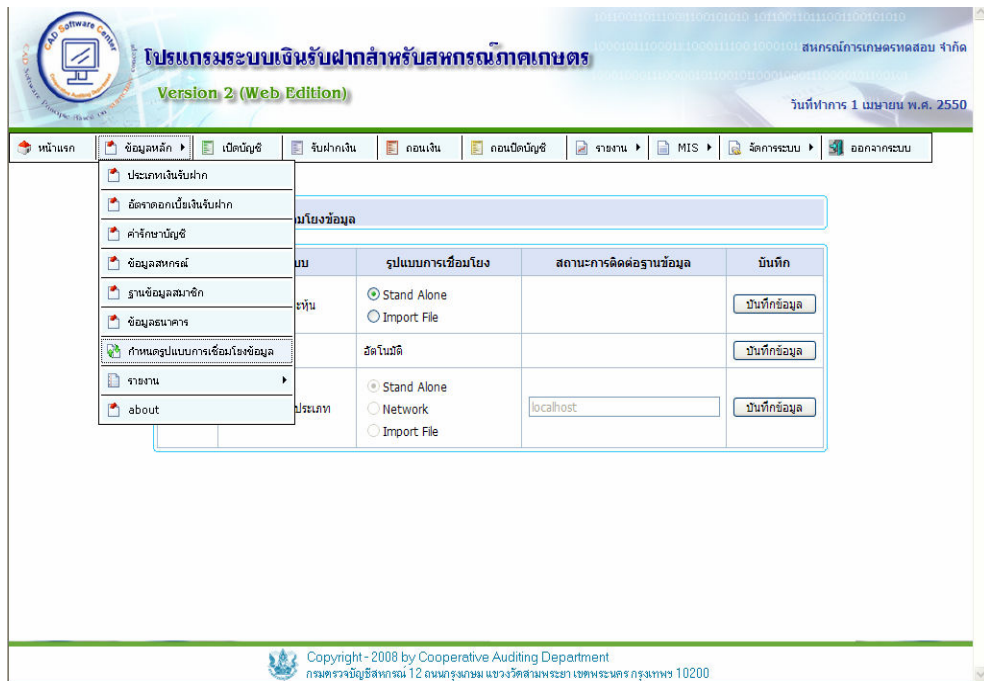 CAD Software Center
โปรแกรมระบบเงินรับฝากสำหรับสหกรณ์ภาคเกษตร
Version 2 (Web Edition)
สหกรณ์การเกษตรทดสอบ จำกัด
วันที่ทำการ 1 เมษายน พ.ศ. 2550
หน้าแรก ข้อมูลหลัก เปิดบัญชี รับฝากเงิน ถอนเงิน ถอนปิดบัญชี รายงาน MIS จัดการระบบ ออกจากระบบ
ประเภทเงินรับฝาก
อัตราดอกเบี้ยเงินรับฝาก
ค่ารักษาบัญชี
ข้อมูลสหกรณ์
ฐานข้อมูลสมาชิก
ข้อมูลธนาคาร
กำหนดรูปแบบการเชื่อมโยงข้อมูล
รายงาน
about
มโยงข้อมูล
บบ รูปแบบการเชื่อมโยง สถานะการติดต่อฐานข้อมูล บันทึก
ะหุ้น Stand Alone บันทึกข้อมูล
Import File
อัตโนมัติ บันทึกข้อมูล
Stand Alone
ประเภท Network localhost บันทึกข้อมูล
Import File
Copyright - 2008 by Cooperative Auditing Department
กรมตรวจบัญชีสหกรณ์ 12 ถนนกรุงเกษม แขวงวัดสามพระยา เขตพระนคร กรุงเทพฯ 10200